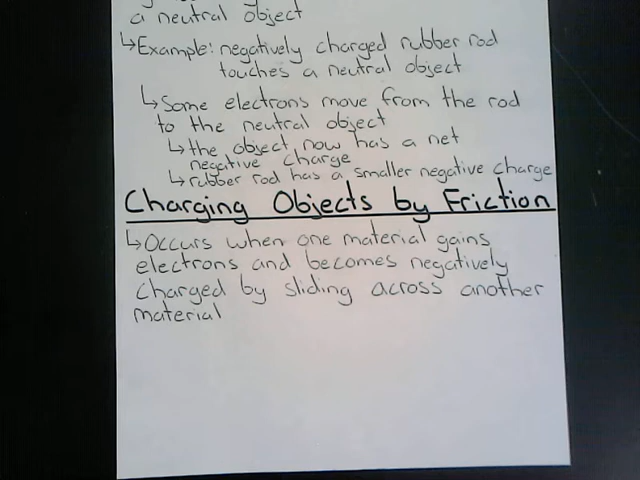 a neutral object
↳Example: negatively charged rubber rod
touches a neutral object
↳Some electrons move from the rod
to the neutral object
↳the object now has a net
negative charge
↳rubber rod has a smaller negative charge
Charging Objects by Friction
↳Occurs when one material gains
electrons and becomes negatively
charged by sliding across another
material